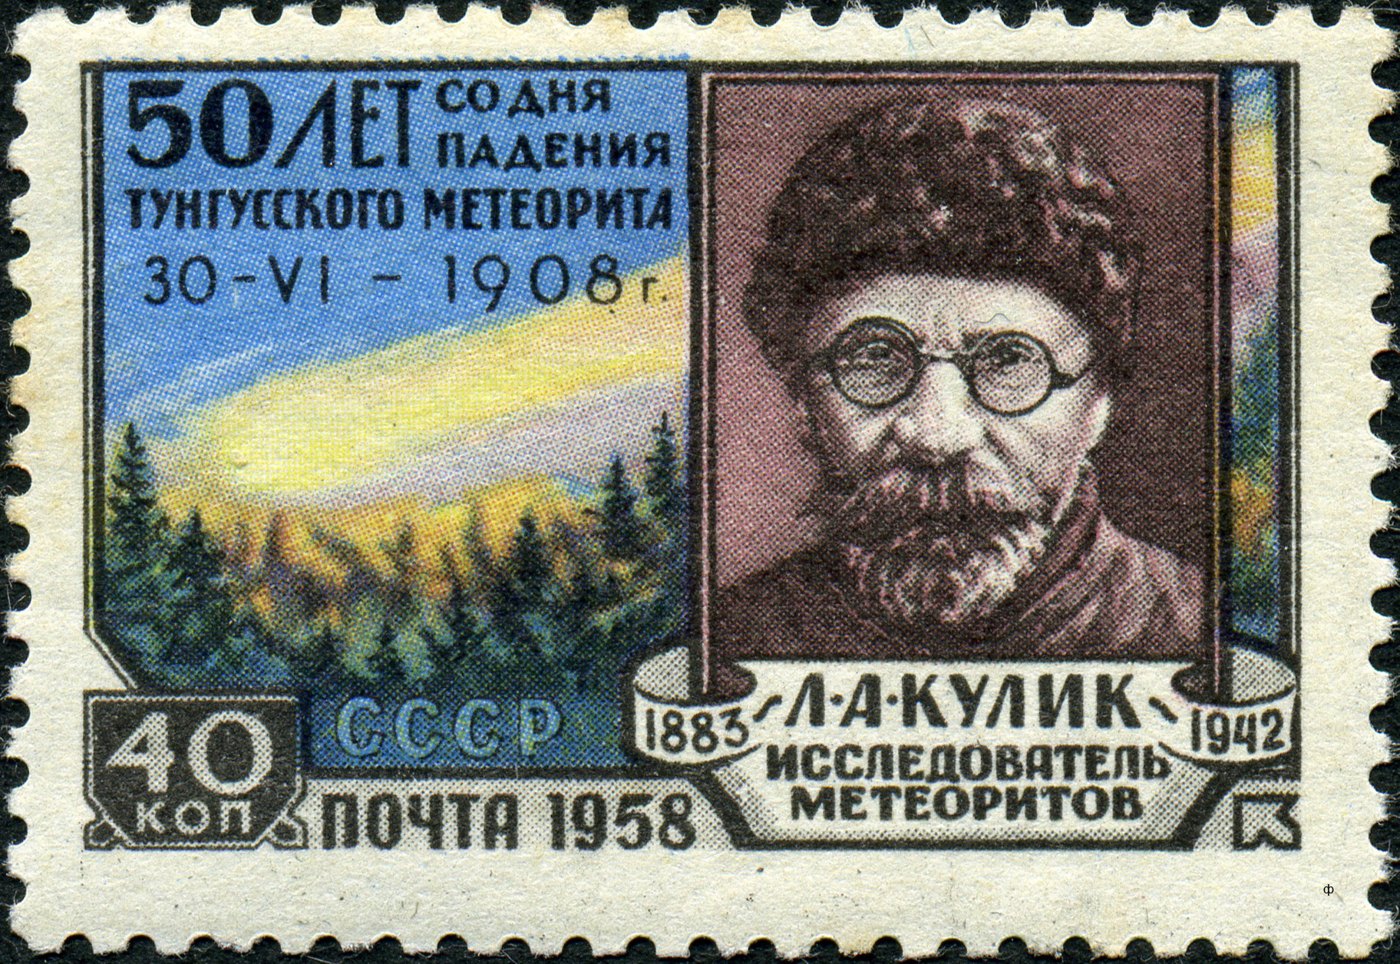 50 ЛЕТ СО ДНЯ
ПАДЕНИЯ
ТУНГУССКОГО МЕТЕОРИТА
30-VI-1908 г.
1883 Л·А·КУЛИК 1942
ИССЛЕДОВАТЕЛЬ
МЕТЕОРИТОВ
СССР
40
КОП
ПОЧТА 1958
ф